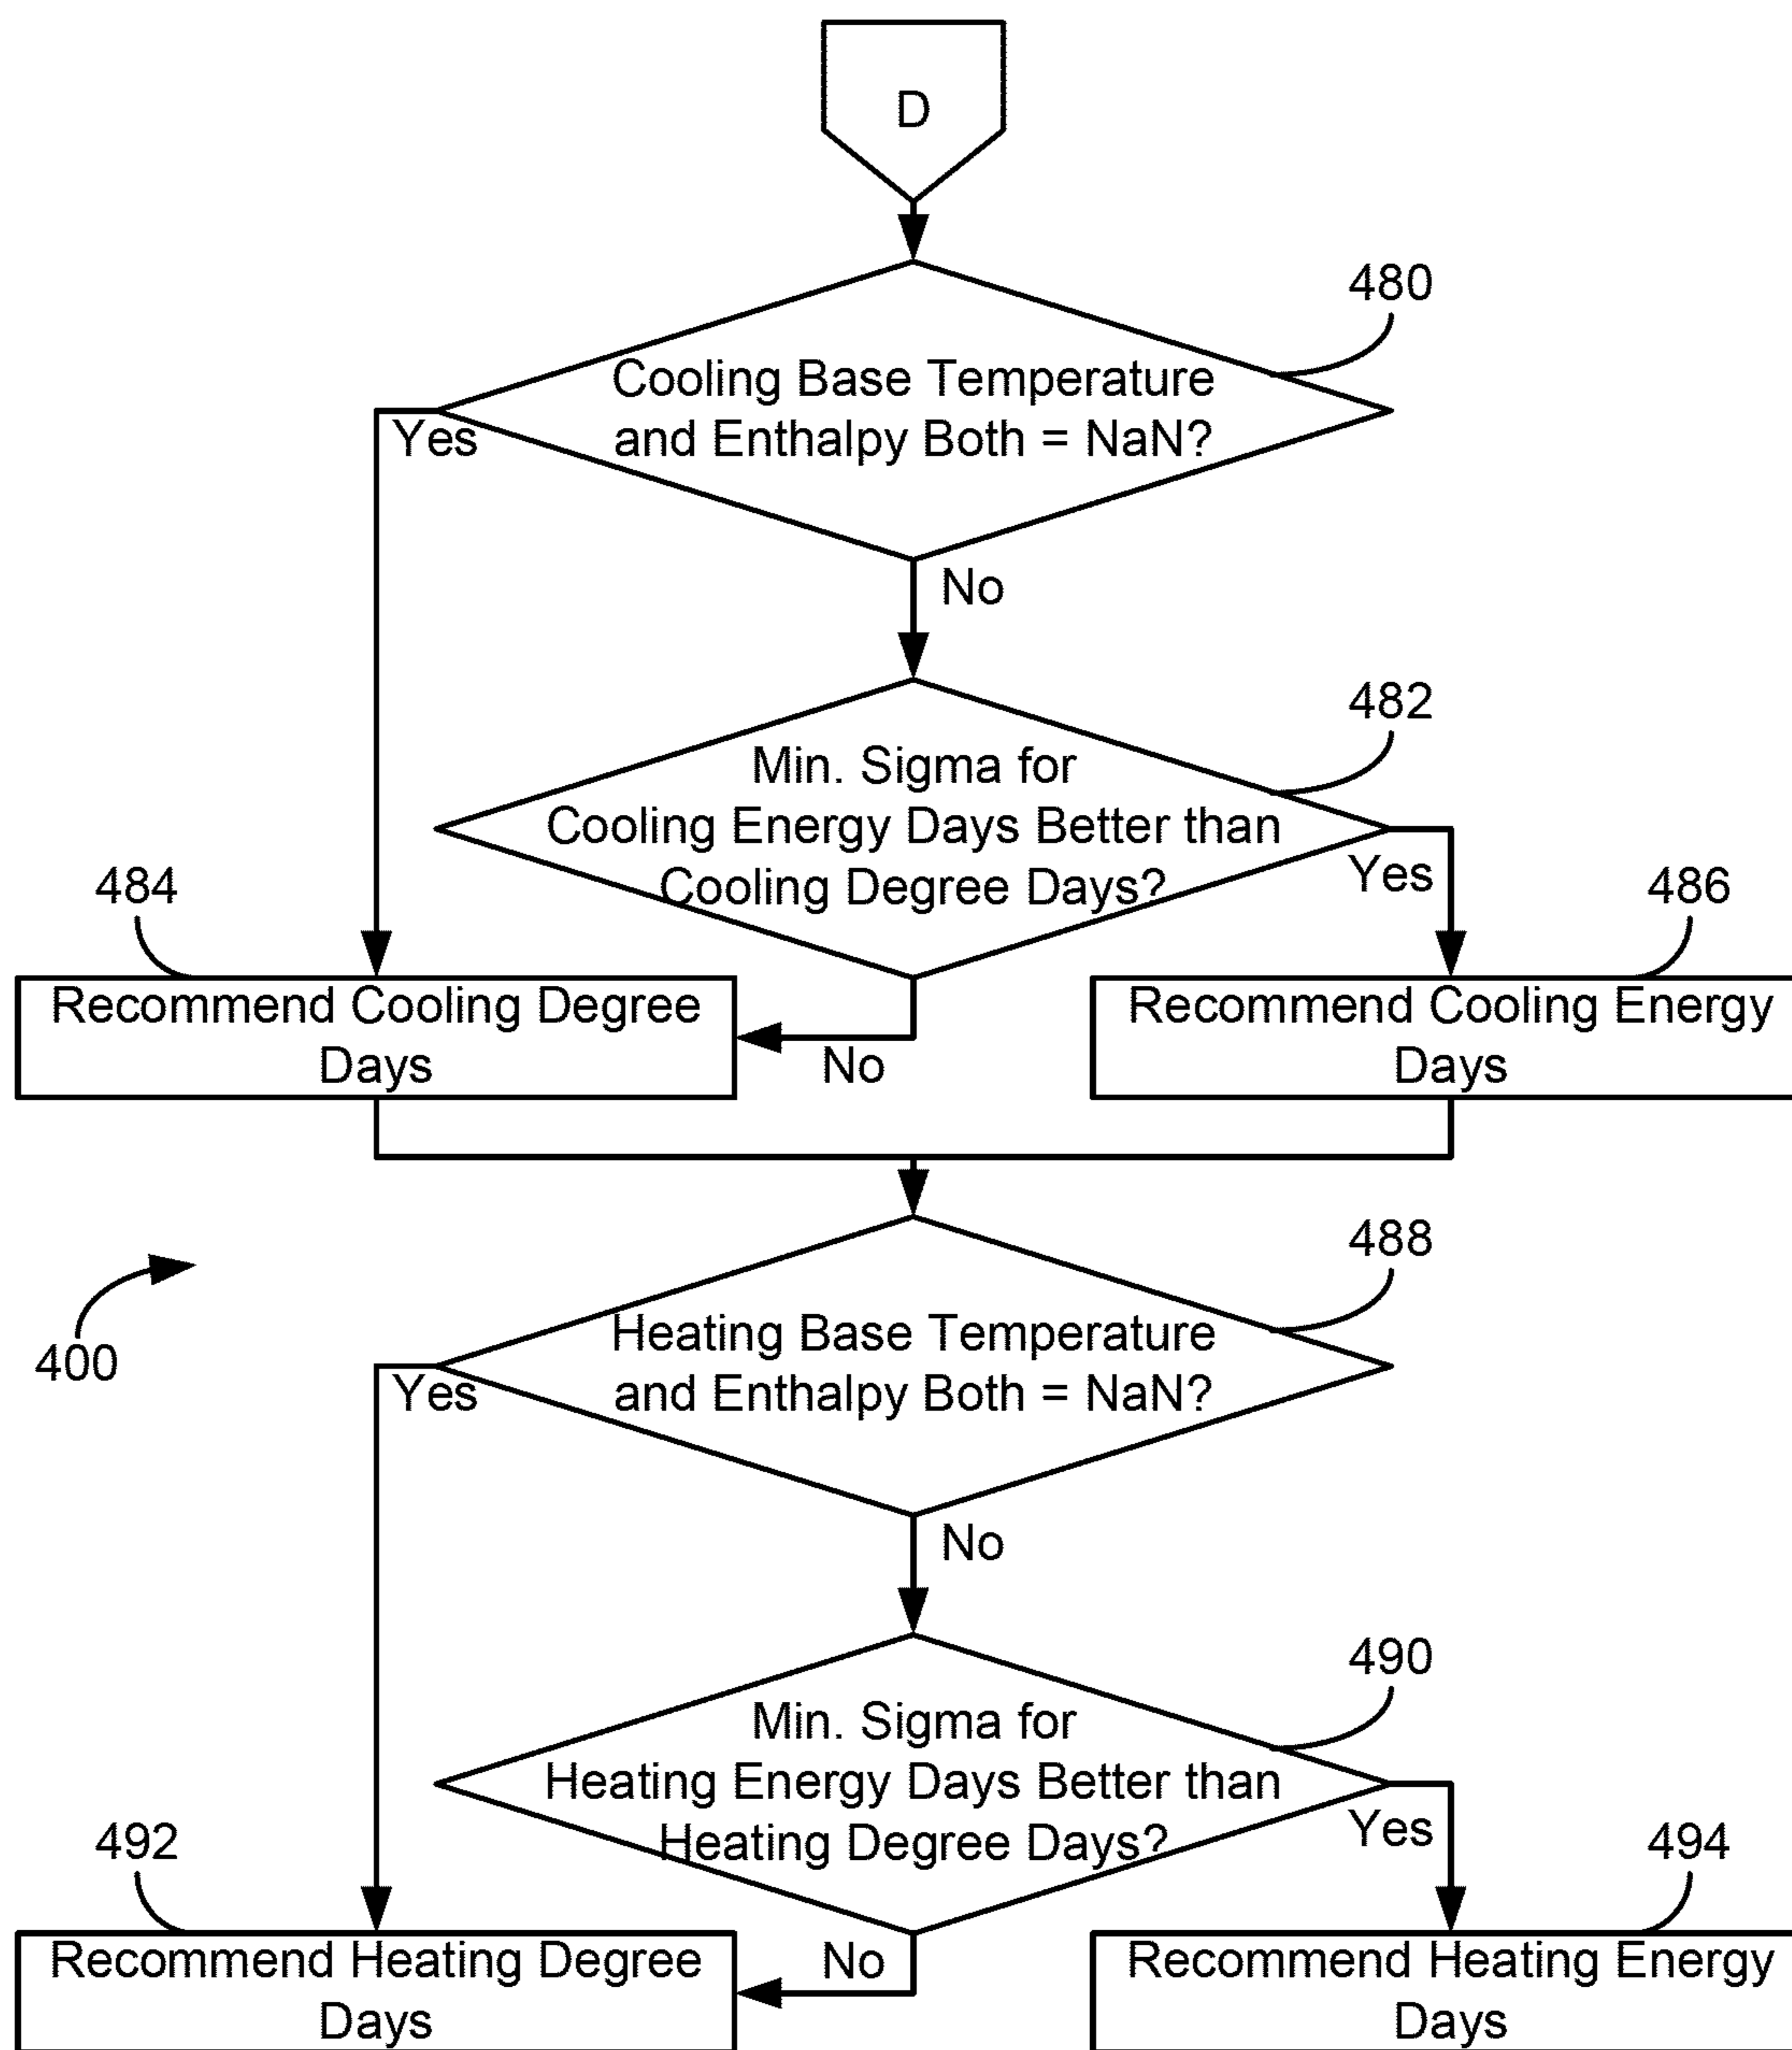 D
480
Cooling Base Temperature
and Enthalpy Both = NaN?
Yes
No
482
Min. Sigma for
Cooling Energy Days Better than
Cooling Degree Days?
Yes
484
486
Recommend Cooling Degree
Days
No
Recommend Cooling Energy
Days
488
400
Heating Base Temperature
and Enthalpy Both = NaN?
Yes
No
490
Min. Sigma for
Heating Energy Days Better than
Heating Degree Days?
Yes
492
494
Recommend Heating Degree
Days
No
Recommend Heating Energy
Days